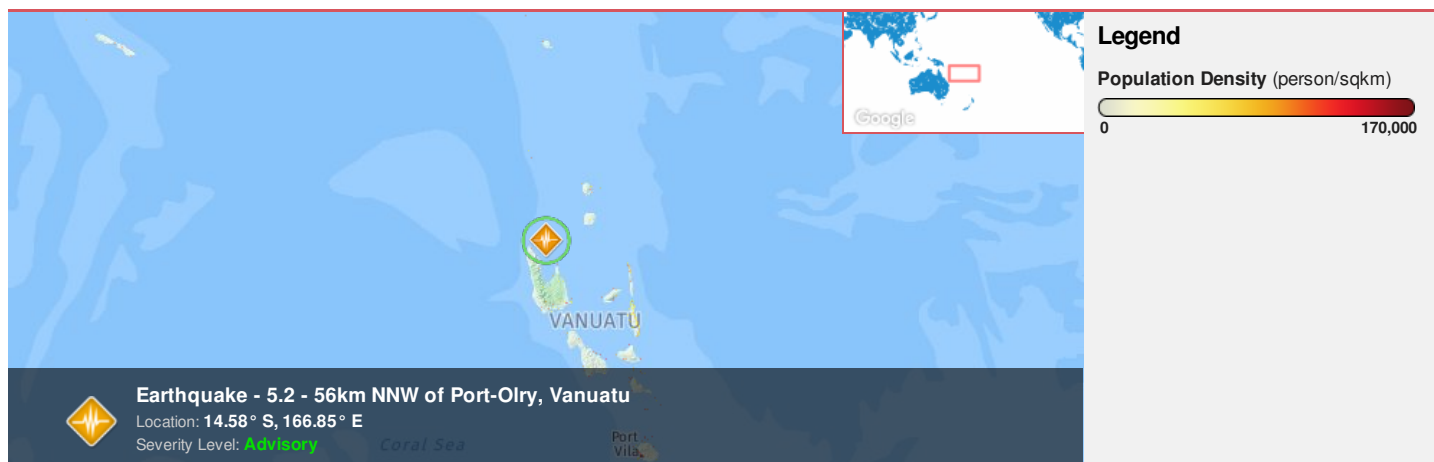 Google
Legend
Population Density (person/sqkm)
0 170,000
VANUATU
Earthquake - 5.2 - 56km NNW of Port-Olry, Vanuatu
Location: 14.58° S, 166.85° E
Severity Level: Advisory
Coral Sea
Port
Vila